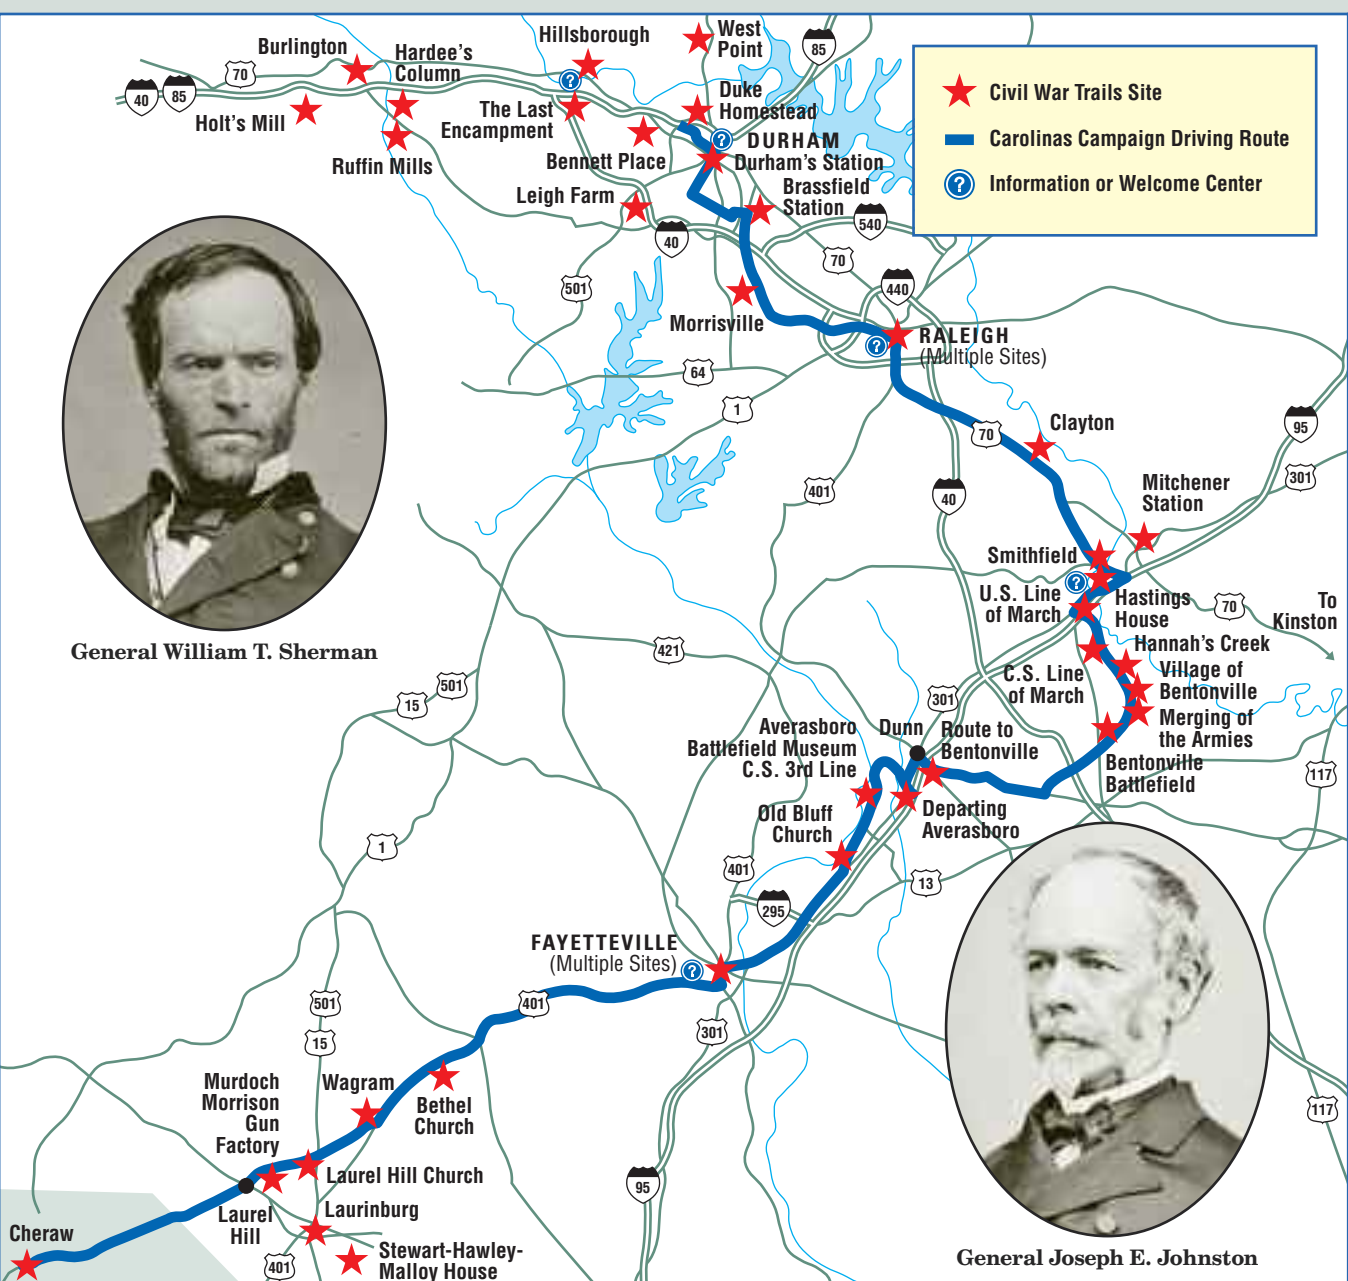 West
Point
85
Hillsborough
Burlington
Hardee's
Column
70
40
85
Holt's Mill
Ruffin Mills
The Last
Encampment
?
Duke
Homestead
Bennett Place
?
DURHAM
Durham's Station
Leigh Farm
Brassfield
Station
540
40
70
501
440
Morrisville
RALEIGH
(Multiple Sites)
?
64
1
Civil War Trails Site
Carolinas Campaign Driving Route
? Information or Welcome Center
70
Clayton
95
301
401
40
Mitchener
Station
Smithfield
?
U.S. Line
of March
Hastings
House
70
To
Kinston
Hannah's Creek
C.S. Line
of March
Village of
Bentonville
Merging of
the Armies
Bentonville
Battlefield
117
General William T. Sherman
421
501
15
301
Averasboro
Battlefield Museum
C.S. 3rd Line
Dunn
Route to
Bentonville
Departing
Averasboro
Old Bluff
Church
1
401
13
295
FAYETTEVILLE
(Multiple Sites)
?
401
501
15
301
Murdoch
Morrison
Gun
Factory
Wagram
Bethel
Church
117
95
Laurel Hill Church
Laurel
Hill
Laurinburg
Cheraw
401
Stewart-Hawley-
Malloy House
General Joseph E. Johnston